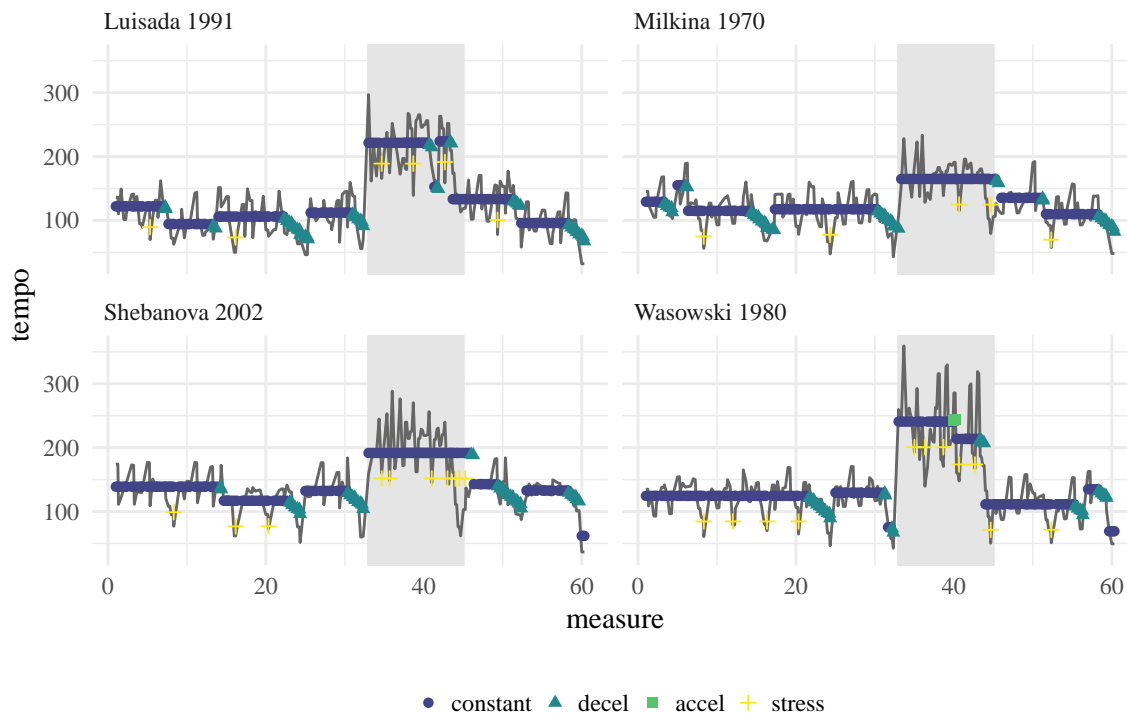 Luisada 1991
Milkina 1970
300
200
100
Shebanova 2002
Wasowski 1980
300
200
100
tempo
0 20 40 60 0 20 40 60
measure
constant decel accel stress